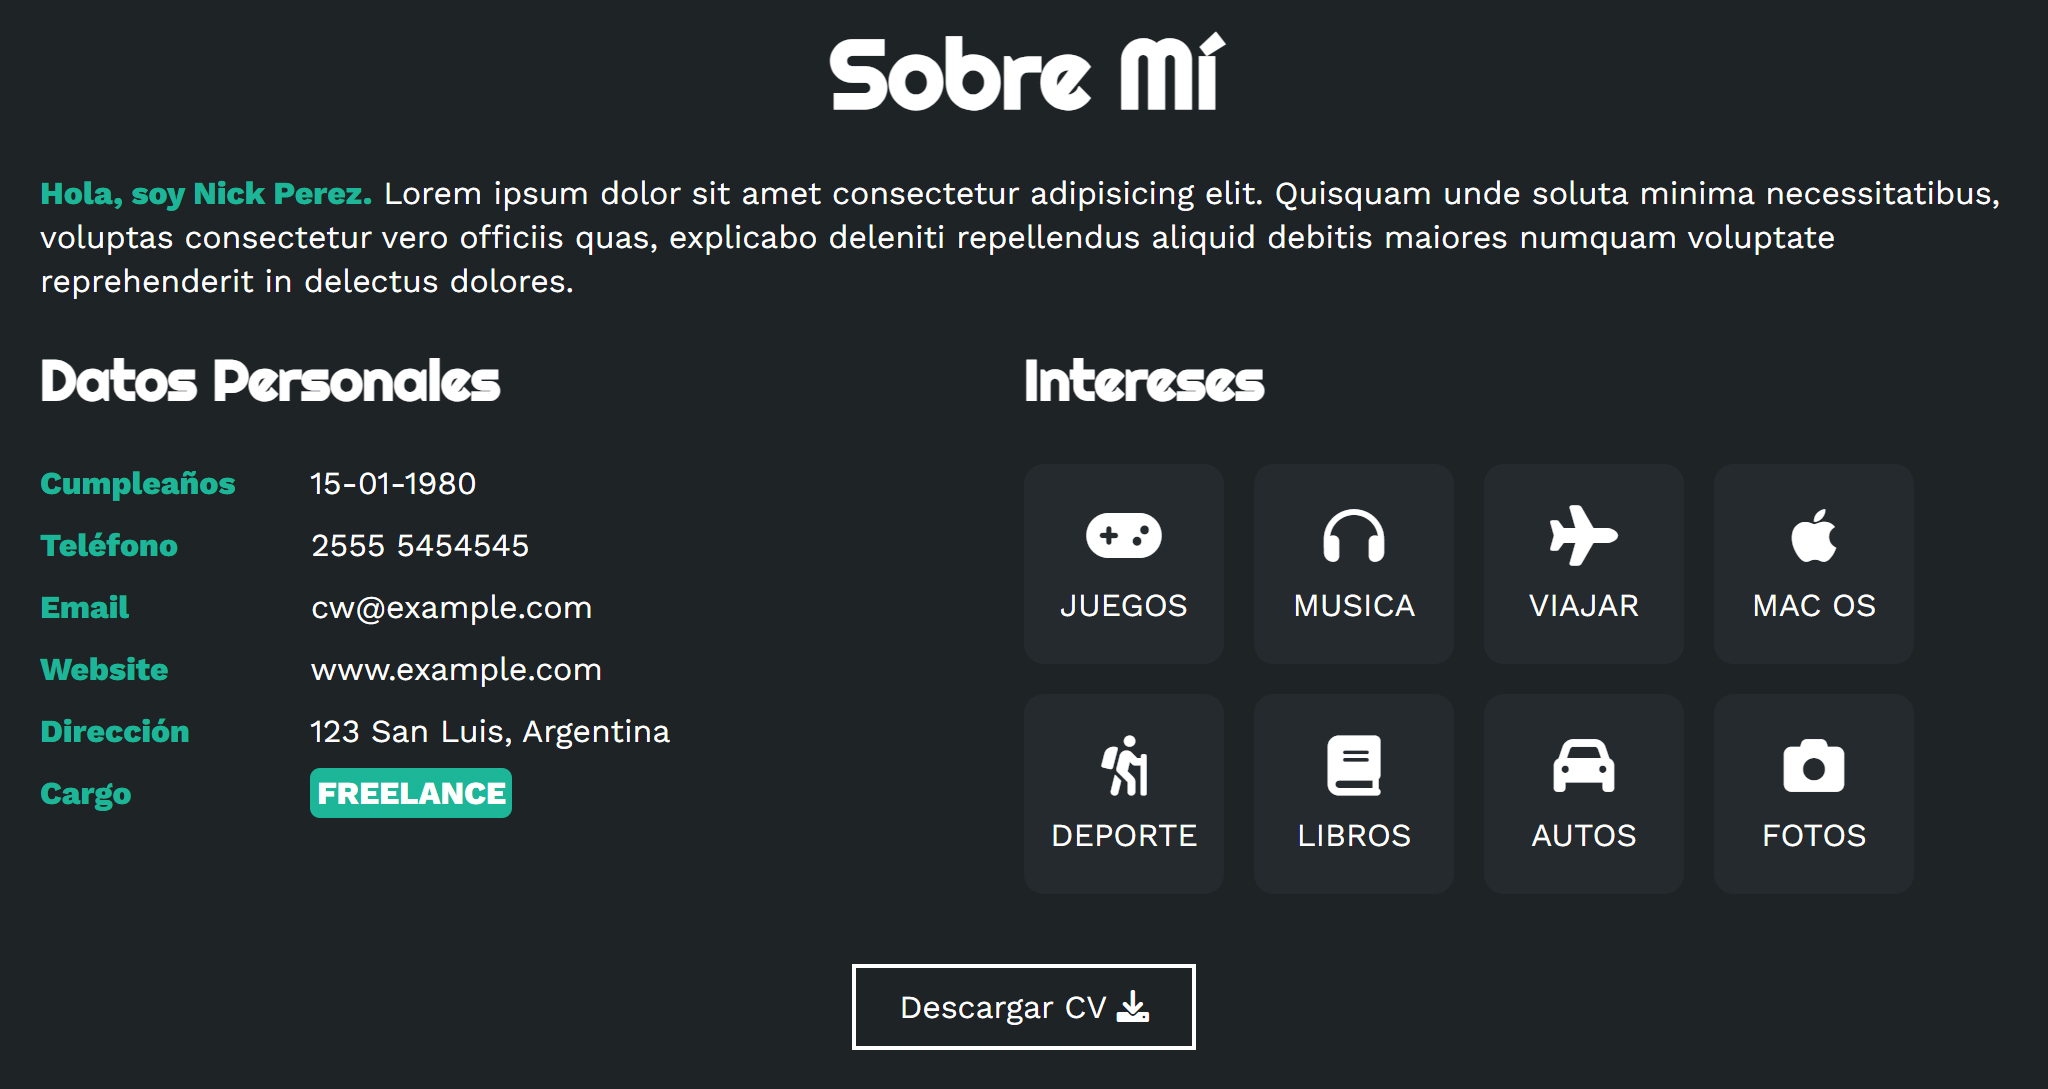 Sobre Mí
Hola, soy Nick Perez. Lorem ipsum dolor sit amet consectetur adipisicing elit. Quisquam unde soluta minima necessitatibus,
voluptas consectetur vero officiis quas, explicabo deleniti repellendus aliquid debitis maiores numquam voluptate
reprehenderit in delectus dolores.
Datos Personales
Cumpleaños 15-01-1980
Teléfono 2555 5454545
Email cw@example.com
Website www.example.com
Dirección 123 San Luis, Argentina
Cargo FREELANCE
Intereses
JUEGOS MUSICA VIAJAR MAC OS
DEPORTE LIBROS AUTOS FOTOS
Descargar CV